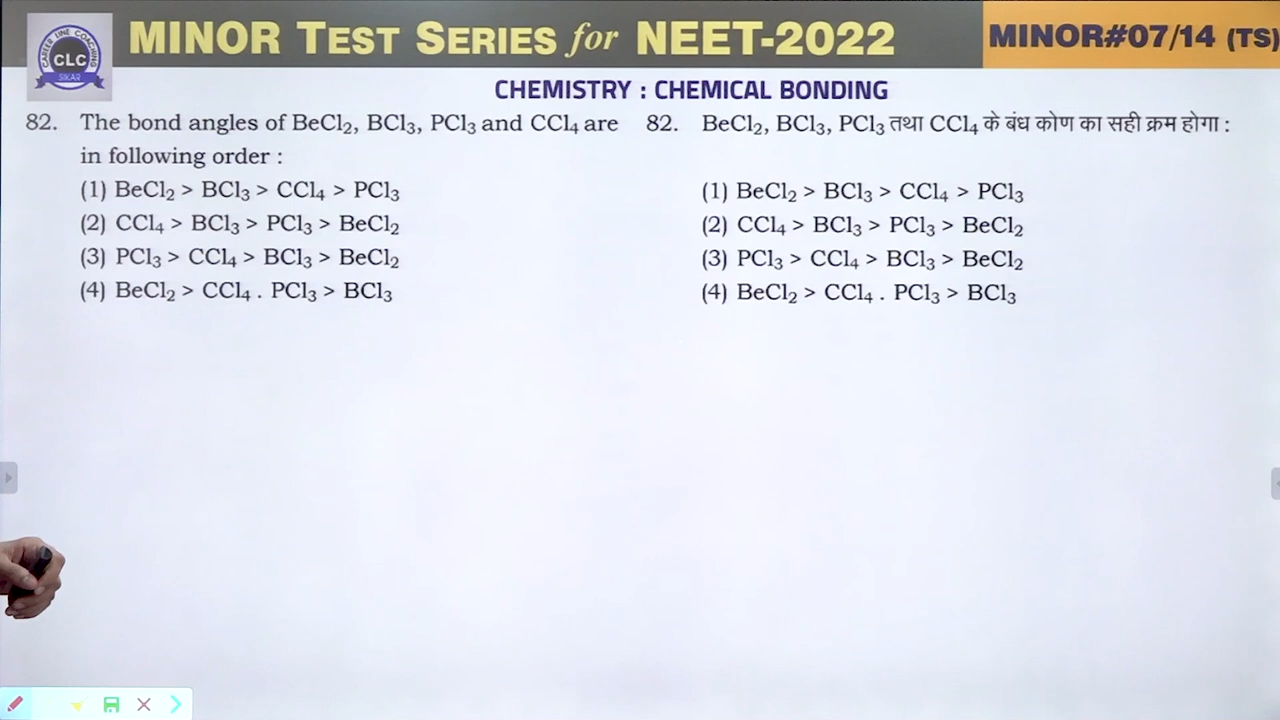 MINOR TEST SERIES for NEET-2022
MINOR#07/14 (TS)
CAREER LINE COACHING
CLC
SIKAR
CHEMISTRY : CHEMICAL BONDING
82. The bond angles of BeCl₂, BCl₃, PCl₃ and CCl₄ are
in following order :
(1) BeCl₂ > BCl₃ > CCl₄ > PCl₃
(2) CCl₄ > BCl₃ > PCl₃ > BeCl₂
(3) PCl₃ > CCl₄ > BCl₃ > BeCl₂
(4) BeCl₂ > CCl₄ . PCl₃ > BCl₃
82. BeCl₂, BCl₃, PCl₃ तथा CCl₄ के बंध कोण का सही क्रम होगा :
(1) BeCl₂ > BCl₃ > CCl₄ > PCl₃
(2) CCl₄ > BCl₃ > PCl₃ > BeCl₂
(3) PCl₃ > CCl₄ > BCl₃ > BeCl₂
(4) BeCl₂ > CCl₄ . PCl₃ > BCl₃